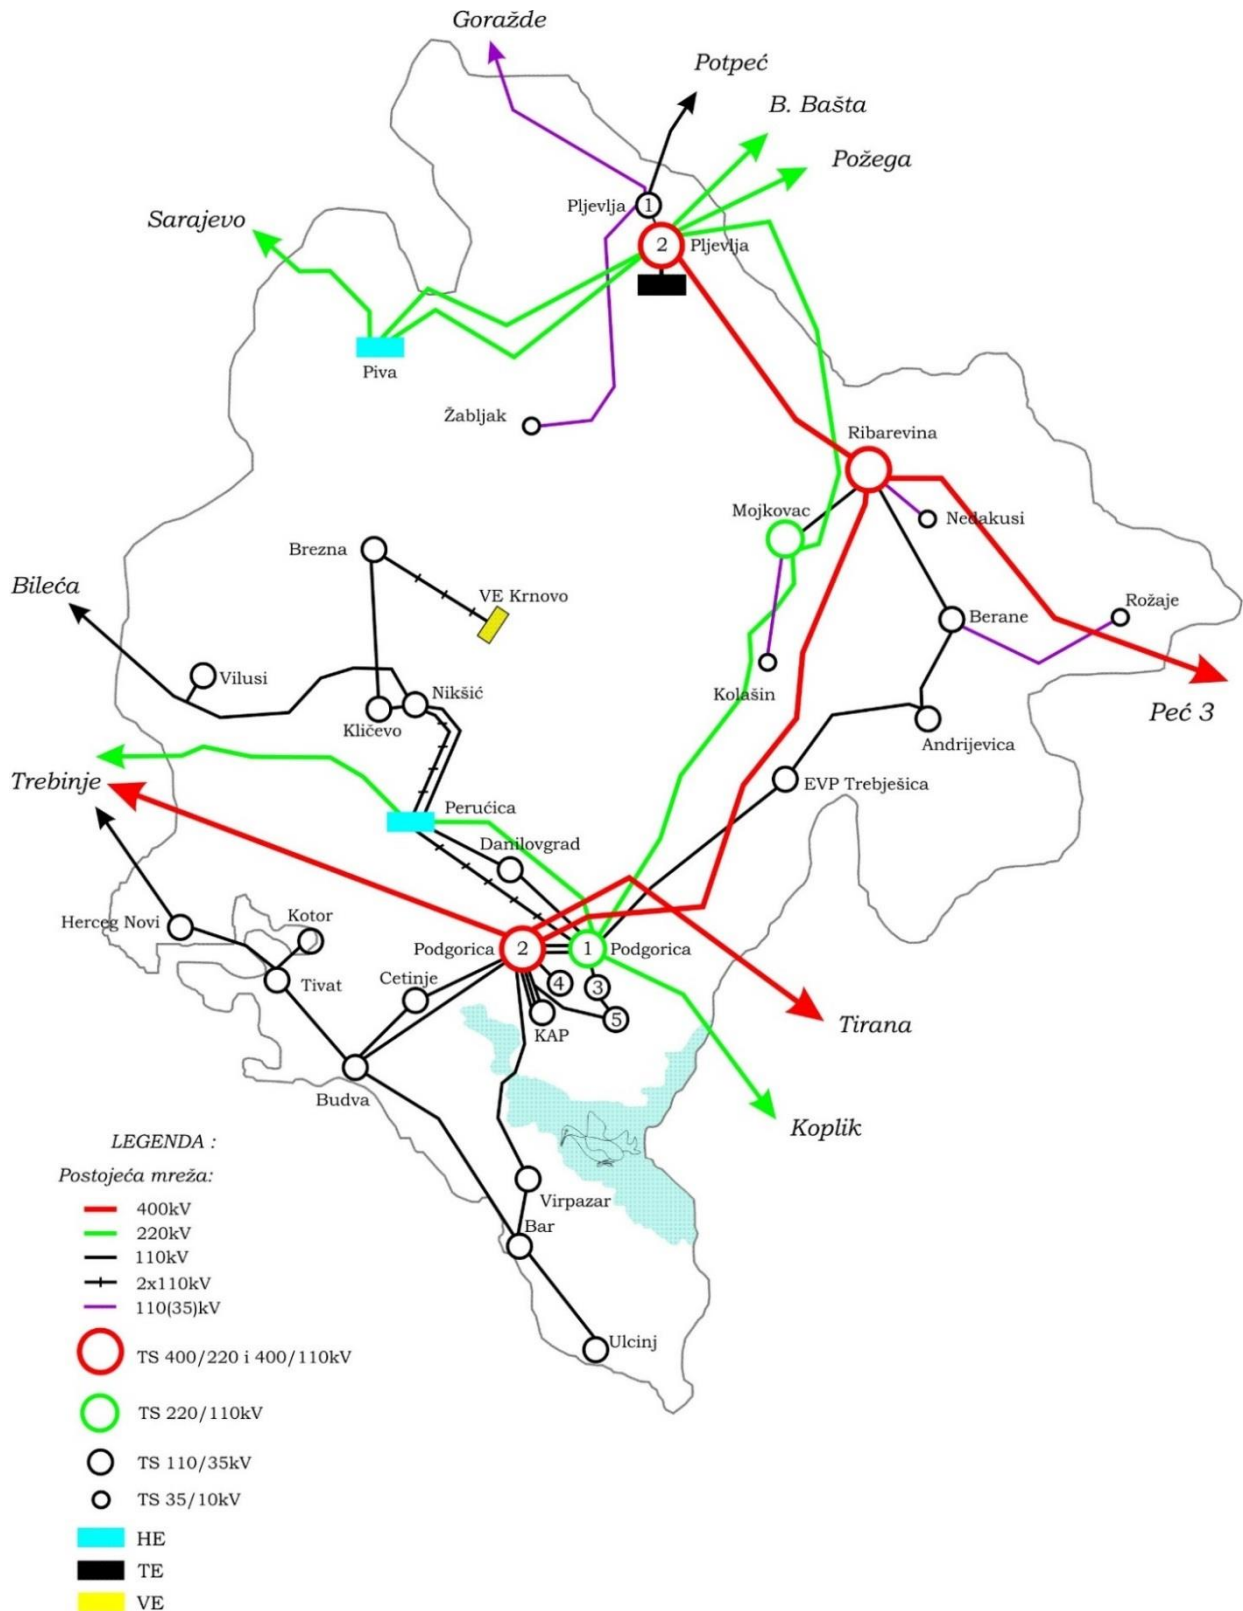 Goražde
Potpeć
B. Bašta
Požega
Pljevlja
1
Sarajevo
2
Pljevlja
Piva
Žabljak
Ribarevina
Mojkovac
Nedakusi
Brezna
Bileća
VE Krnovo
Rožaje
Berane
Vilusi
Kolašin
Nikšić
Peć 3
Kličevo
Andrijevica
Trebinje
EVP Trebješica
Perućica
Danilovgrad
Herceg Novi
Kotor
Podgorica
2
1
Podgorica
Cetinje
Tivat
4
3
5
KAP
Tirana
Budva
Koplik
LEGENDA :
Postojeća mreža:
Virpazar
400kV
220kV
Bar
110kV
2x110kV
110(35)kV
Ulcinj
TS 400/220 i 400/110kV
TS 220/110kV
TS 110/35kV
TS 35/10kV
HE
TE
VE